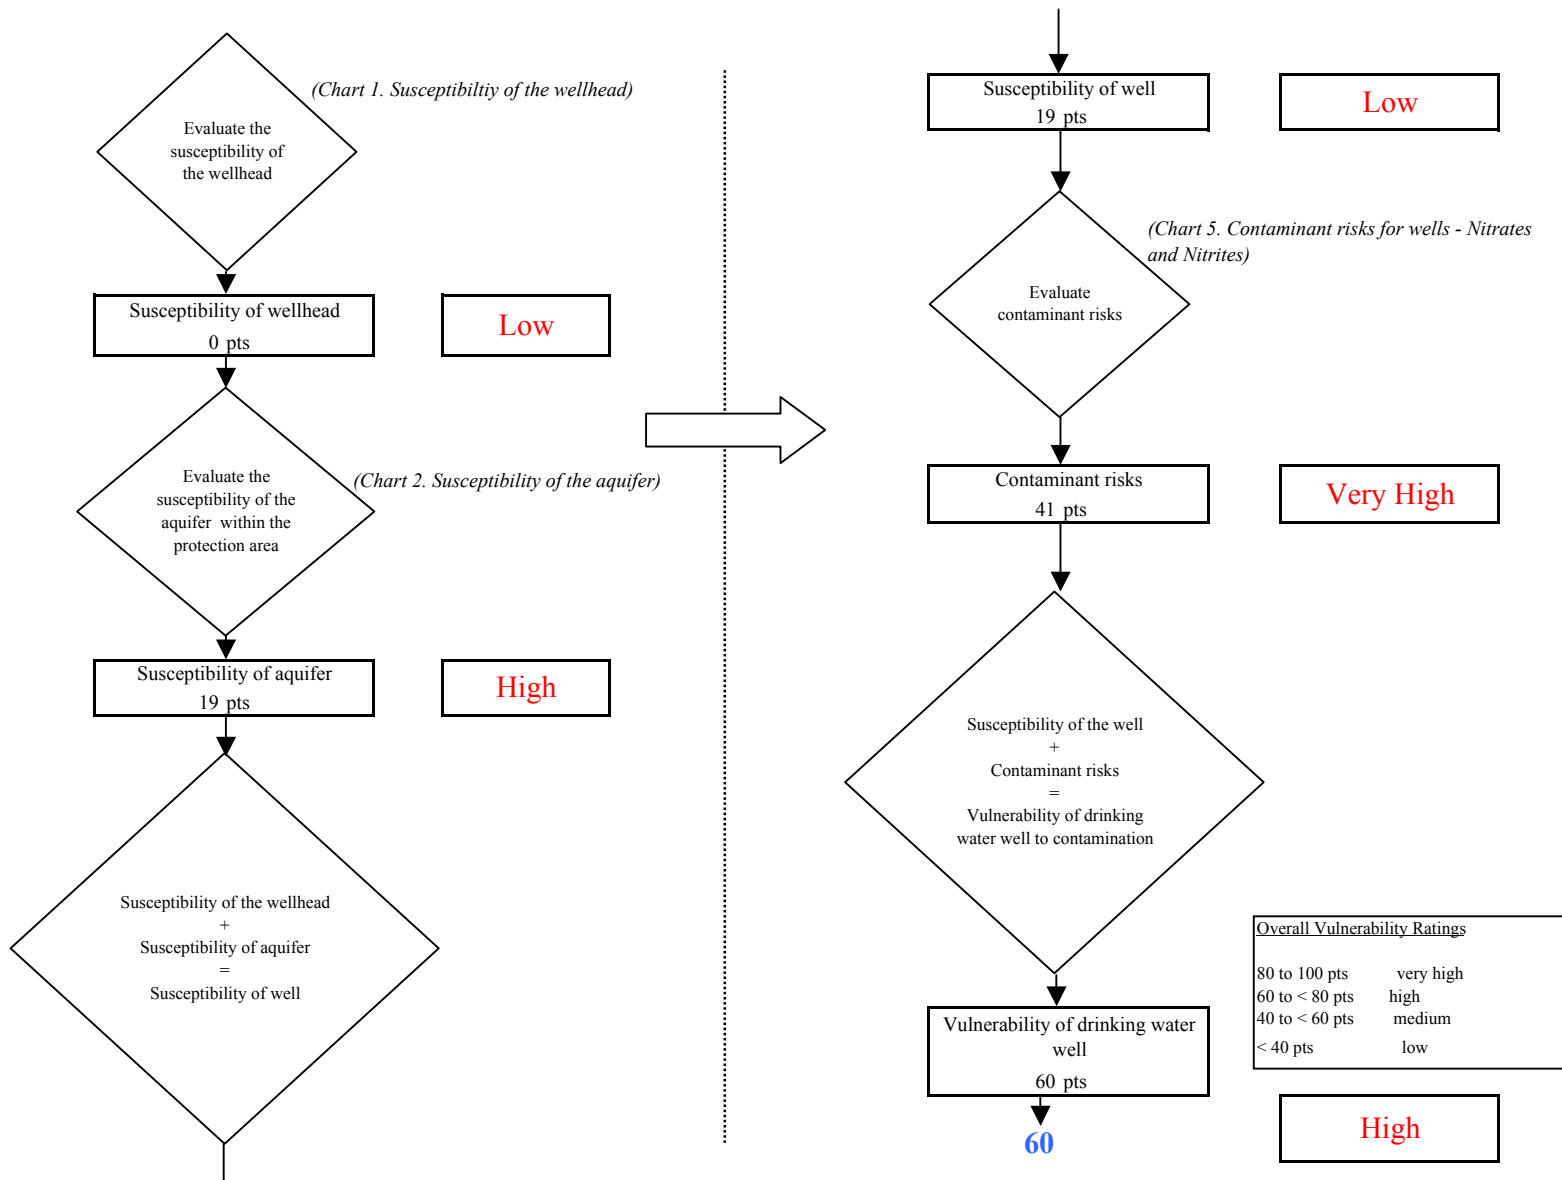 (Chart 1. Susceptibiltiy of the wellhead)
Evaluate the
susceptibility of
the wellhead
Susceptibility of wellhead
0 pts
Low
Evaluate the
susceptibility of the
aquifer within the
protection area
(Chart 2. Susceptibility of the aquifer)
Susceptibility of aquifer
19 pts
High
Susceptibility of the wellhead
+
Susceptibility of aquifer
=
Susceptibility of well
Susceptibility of well
19 pts
Low
(Chart 5. Contaminant risks for wells - Nitrates
and Nitrites)
Evaluate
contaminant risks
Contaminant risks
41 pts
Very High
Susceptibility of the well
+
Contaminant risks
=
Vulnerability of drinking
water well to contamination
Overall Vulnerability Ratings
80 to 100 pts very high
60 to < 80 pts high
40 to < 60 pts medium
< 40 pts low
Vulnerability of drinking water
well
60 pts
60
High